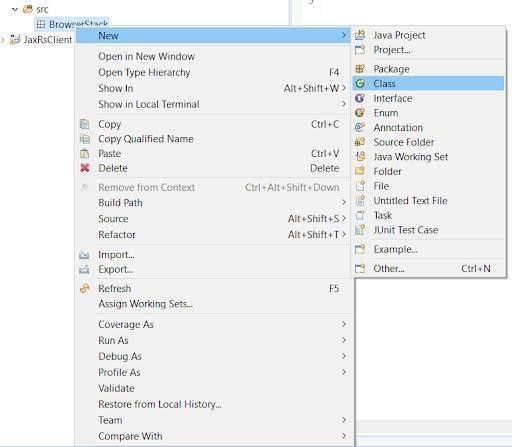 src
5
BrowserStack
JaxRsClient
New
Open in New Window
Open Type Hierarchy F4
Show In Alt+Shift+W
Show in Local Terminal
Copy Ctrl+C
Copy Qualified Name
Paste Ctrl+V
Delete Delete
Remove from Context Ctrl+Alt+Shift+Down
Build Path
Source Alt+Shift+S
Refactor Alt+Shift+T
Import...
Export...
Refresh F5
Assign Working Sets...
Coverage As
Run As
Debug As
Profile As
Validate
Restore from Local History...
Team
Compare With
Java Project
Project...
Package
Class
Interface
Enum
Annotation
Source Folder
Java Working Set
Folder
File
Untitled Text File
Task
JUnit Test Case
Example...
Other... Ctrl+N